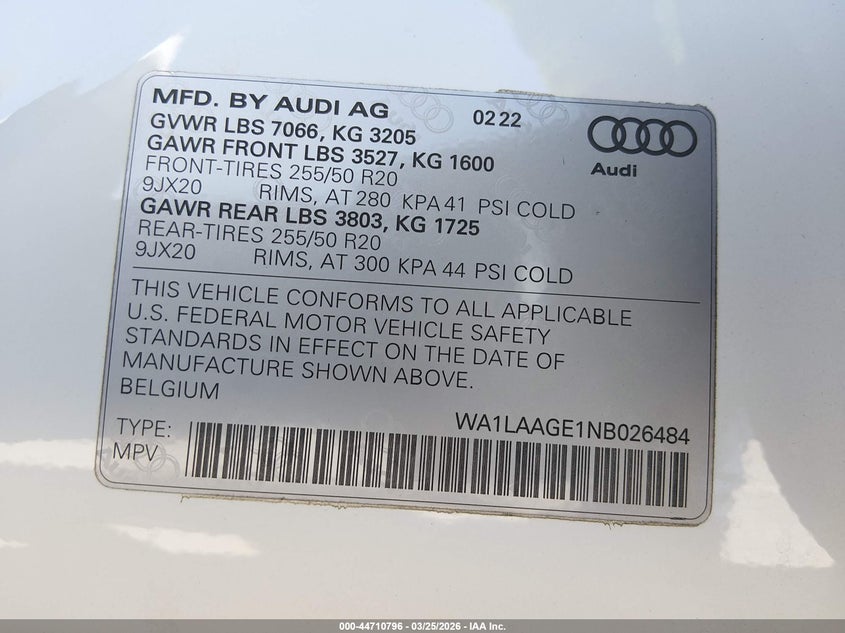 MFD. BY AUDI AG 0222
GVWR LBS 7066, KG 3205
GAWR FRONT LBS 3527, KG 1600
FRONT-TIRES 255/50 R20
9JX20 RIMS, AT 280 KPA 41 PSI COLD
GAWR REAR LBS 3803, KG 1725
REAR-TIRES 255/50 R20
9JX20 RIMS, AT 300 KPA 44 PSI COLD
Audi
THIS VEHICLE CONFORMS TO ALL APPLICABLE
U.S. FEDERAL MOTOR VEHICLE SAFETY
STANDARDS IN EFFECT ON THE DATE OF
MANUFACTURE SHOWN ABOVE.
BELGIUM
WA1LAAGE1NB026484
TYPE:
MPV
000-44710796 - 03/25/2026 - IAA Inc.